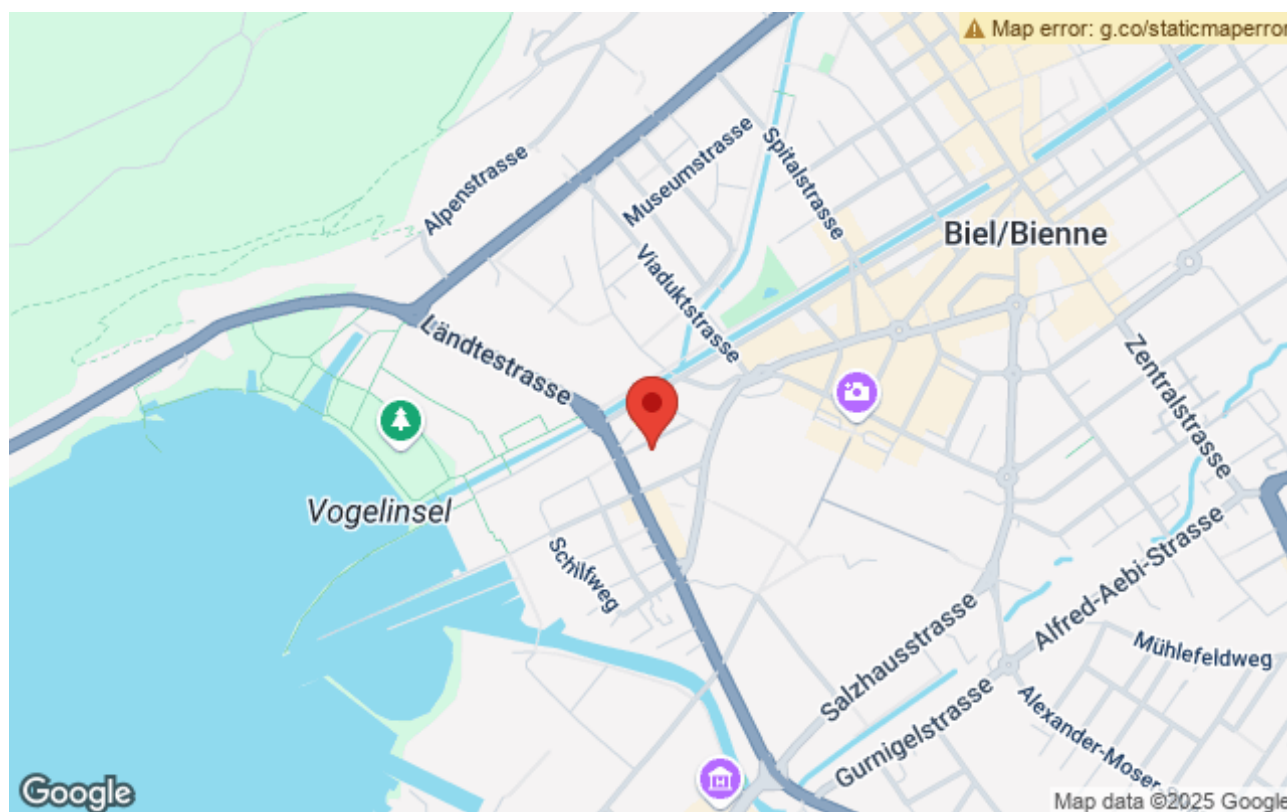 Map error: g.co/staticmaperror
Alpenstrasse
Museumstrasse
Spitalstrasse
Biel/Bienne
Viaduktstrasse
Ländtestrasse
Zentralstrasse
Vogelinsel
Schilfweg
Salzhausstrasse
Alfred-Aebi-Strasse
Mühlefeldweg
Gurnigelstrasse
Alexander-Moser-
H
Google
Map data ©2025 Google